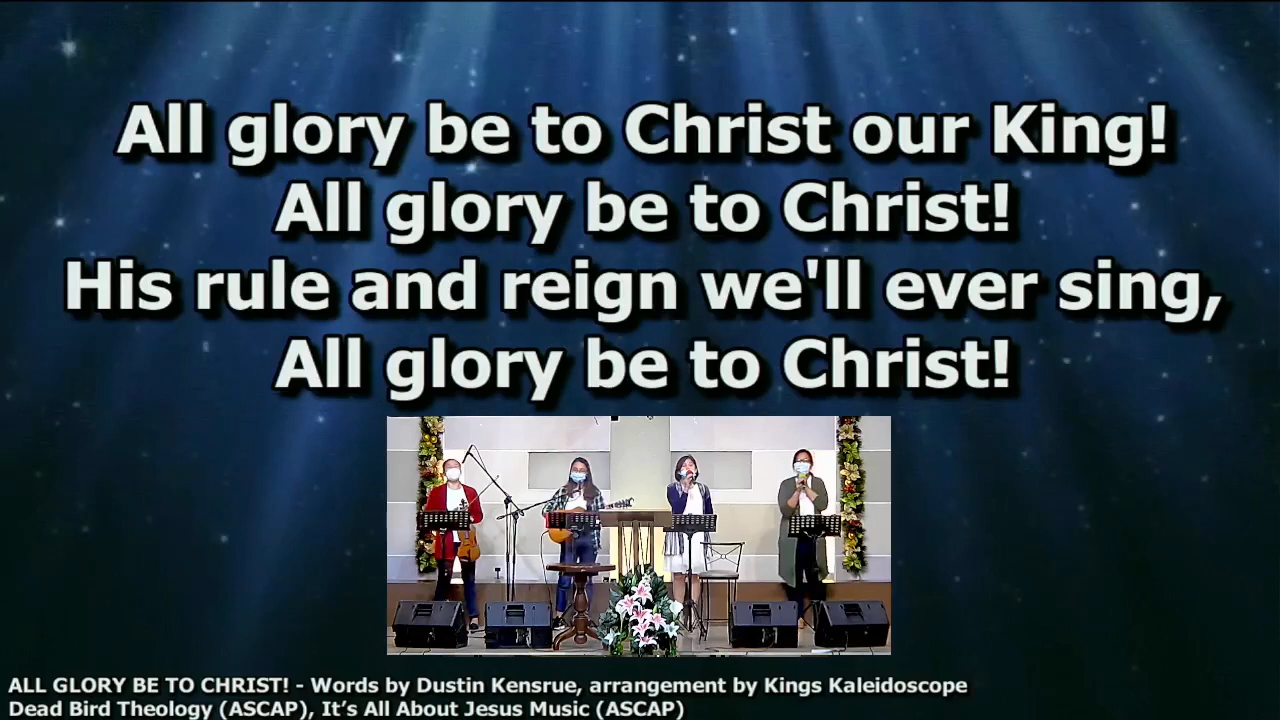 All glory be to Christ our King!
All glory be to Christ!
His rule and reign we'll ever sing,
All glory be to Christ!
ALL GLORY BE TO CHRIST! - Words by Dustin Kensrue, arrangement by Kings Kaleidoscope
Dead Bird Theology (ASCAP), It’s All About Jesus Music (ASCAP)